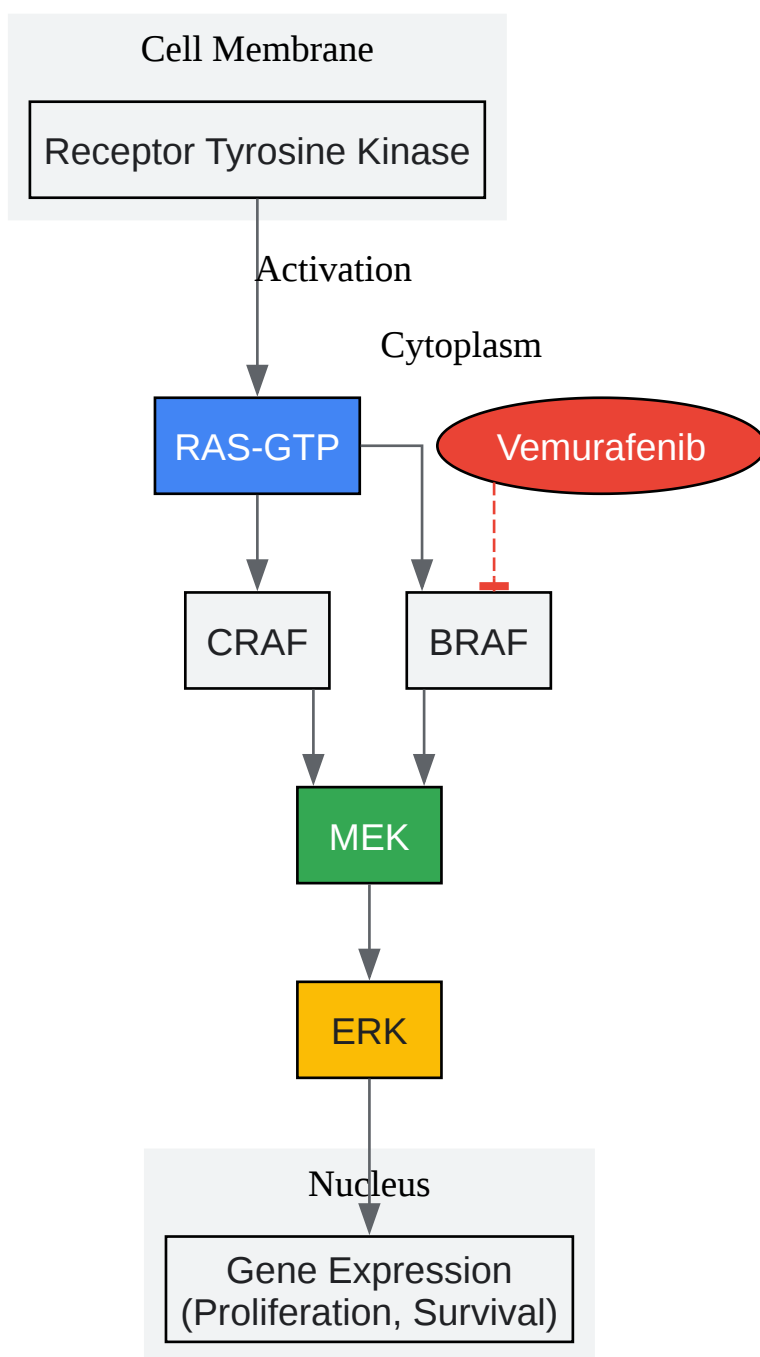 Cell Membrane
Receptor Tyrosine Kinase
Activation
Cytoplasm
RAS-GTP
Vemurafenib
CRAF
BRAF
MEK
ERK
Nucleus
Gene Expression
(Proliferation, Survival)